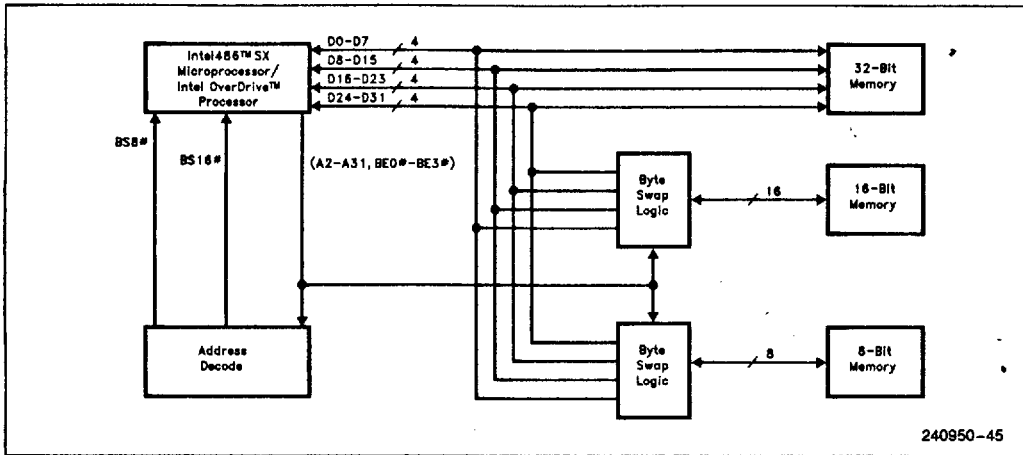 Intel486™ SX
Microprocessor/
Intel OverDrive™
Processor
D0-D7 4
D8-D15 4
D16-D23 4
D24-D31 4
32-Bit
Memory
BS8#
BS16#
(A2-A31, BE0#-BE3#)
Byte
Swap
Logic
16
16-Bit
Memory
Address
Decode
Byte
Swap
Logic
8
8-Bit
Memory
240950-45